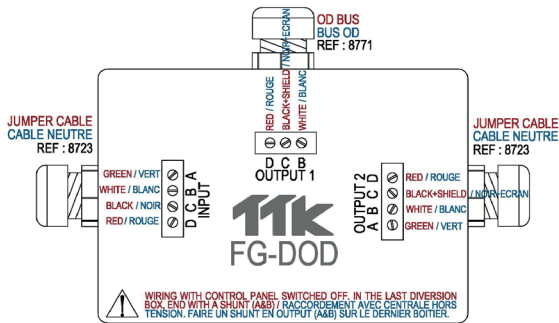 OD BUS
BUS OD
REF : 8771
RED / ROUGE
BLACK+SHIELD / NOIR-ECRAN
WHITE / BLANC
D C B
OUTPUT 1
JUMPER CABLE
CABLE NEUTRE
REF : 8723
GREEN / VERT
WHITE / BLANC
BLACK / NOIR
RED / ROUGE
D C B A
INPUT
JUMPER CABLE
CABLE NEUTRE
REF : 8723
OUTPUT 2
A B C D
RED / ROUGE
BLACK+SHIELD / NOIR-ECRAN
WHITE / BLANC
GREEN / VERT
TTK
FG-DOD
WIRING WITH CONTROL PANEL SWITCHED OFF. IN THE LAST DIVERSION
BOX, END WITH A SHUNT (A&B) / RACCORDEMENT AVEC CENTRALE HORS
TENSION. FAIRE UN SHUNT EN OUTPUT (A&B) SUR LE DERNIER BOITIER.